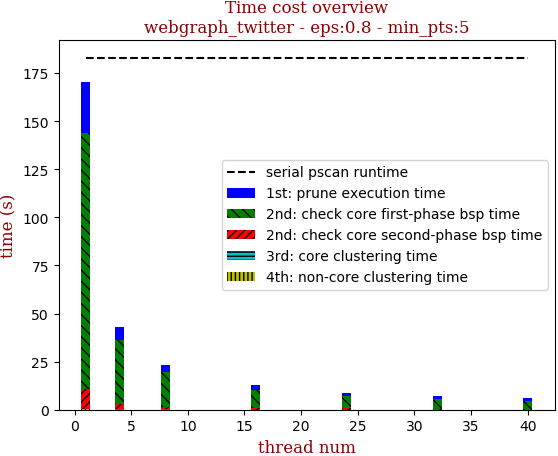 Time cost overview
webgraph_twitter - eps:0.8 - min_pts:5
time (s)
175
150
125
100
75
50
25
0
serial pscan runtime
1st: prune execution time
2nd: check core first-phase bsp time
2nd: check core second-phase bsp time
3rd: core clustering time
4th: non-core clustering time
0 5 10 15 20 25 30 35 40
thread num